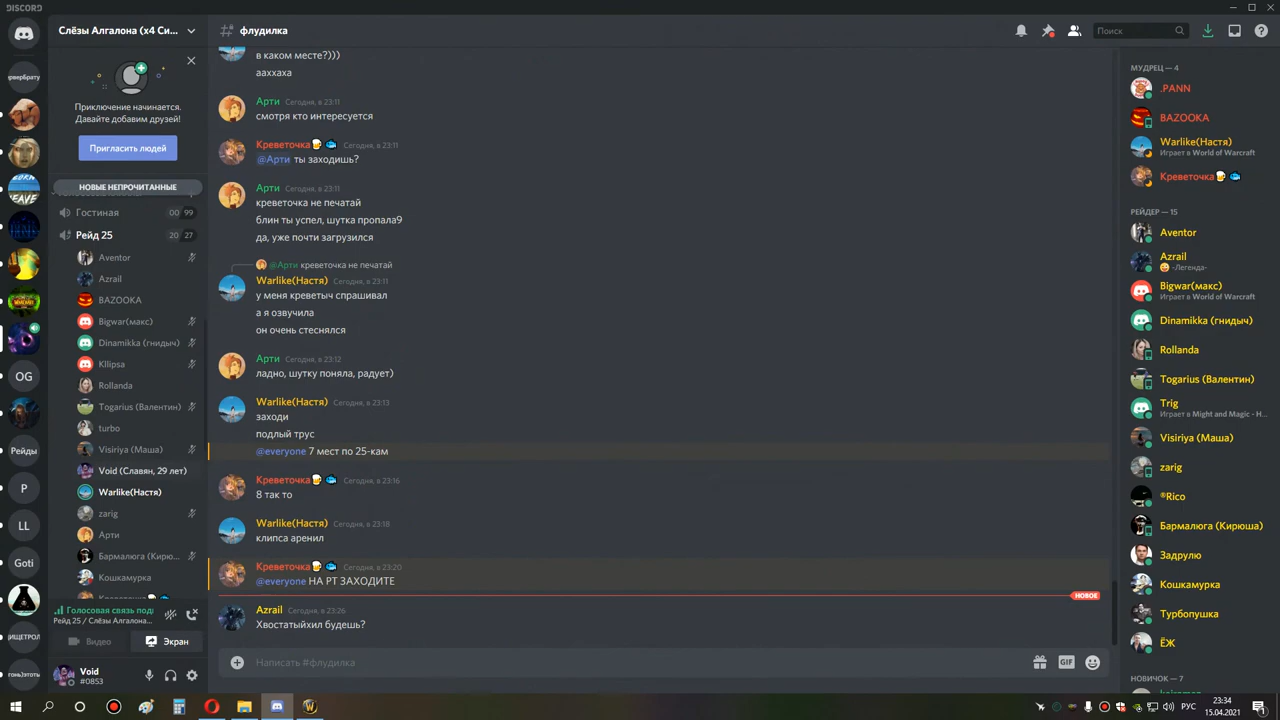 DISCORD
Слёзы Алгалона (x4 Си...
флудилка
Поиск
Приключение начинается.
Давайте добавим друзей!
Пригласить людей
НОВЫЕ НЕПРОЧИТАННЫЕ
Гостиная 00 99
Рейд 25 20 27
Aventor
Azrail
BAZOOKA
Bigwar(макс)
Dinamikka (гнидыч)
Kllipsa
Rollanda
Togarius (Валентин)
turbo
Visiriya (Маша)
Void (Славян, 29 лет)
Warlike(Настя)
zarig
Арти
Бармалюга (Кирю...
Кошкамурка
OG
Рейды
P
LL
Goti
Голосовая связь под
Рейд 25 / Слёзы Алгалона...
Видео
Экран
Void
#0853
в каком месте?)))
ааххаха
Арти Сегодня, в 23:11
смотря кто интересуется
Креветочка Сегодня, в 23:11
@Арти ты заходишь?
Арти Сегодня, в 23:11
креветочка не печатай
блин ты успел, шутка пропала9
да, уже почти загрузился
@Арти креветочка не печатай
Warlike(Настя) Сегодня, в 23:11
у меня креветыч спрашивал
а я озвучила
он очень стеснялся
Арти Сегодня, в 23:12
ладно, шутку поняла, радует)
Warlike(Настя) Сегодня, в 23:13
заходи
подлый трус
@everyone 7 мест по 25-кам
Креветочка Сегодня, в 23:16
8 так то
Warlike(Настя) Сегодня, в 23:18
клипса аренил
Креветочка Сегодня, в 23:20
@everyone НА РТ ЗАХОДИТЕ
НОВОЕ
Azrail Сегодня, в 23:26
Хвостатыйхил будешь?
Написать #флудилка
GIF
МУДРЕЦ — 4
.PANN
BAZOOKA
Warlike(Настя)
Играет в World of Warcraft
Креветочка
РЕЙДЕР — 15
Aventor
Azrail
-Легенда-
Bigwar(макс)
Играет в World of Warcraft
Dinamikka (гнидыч)
Rollanda
Togarius (Валентин)
Trig
Играет в Might and Magic - H...
Visiriya (Маша)
zarig
®Rico
Бармалюга (Кирюша)
Задрулю
Кошкамурка
Турбопушка
ЁЖ
НОВИЧОК — 7
РУС
23:34
15.04.2021